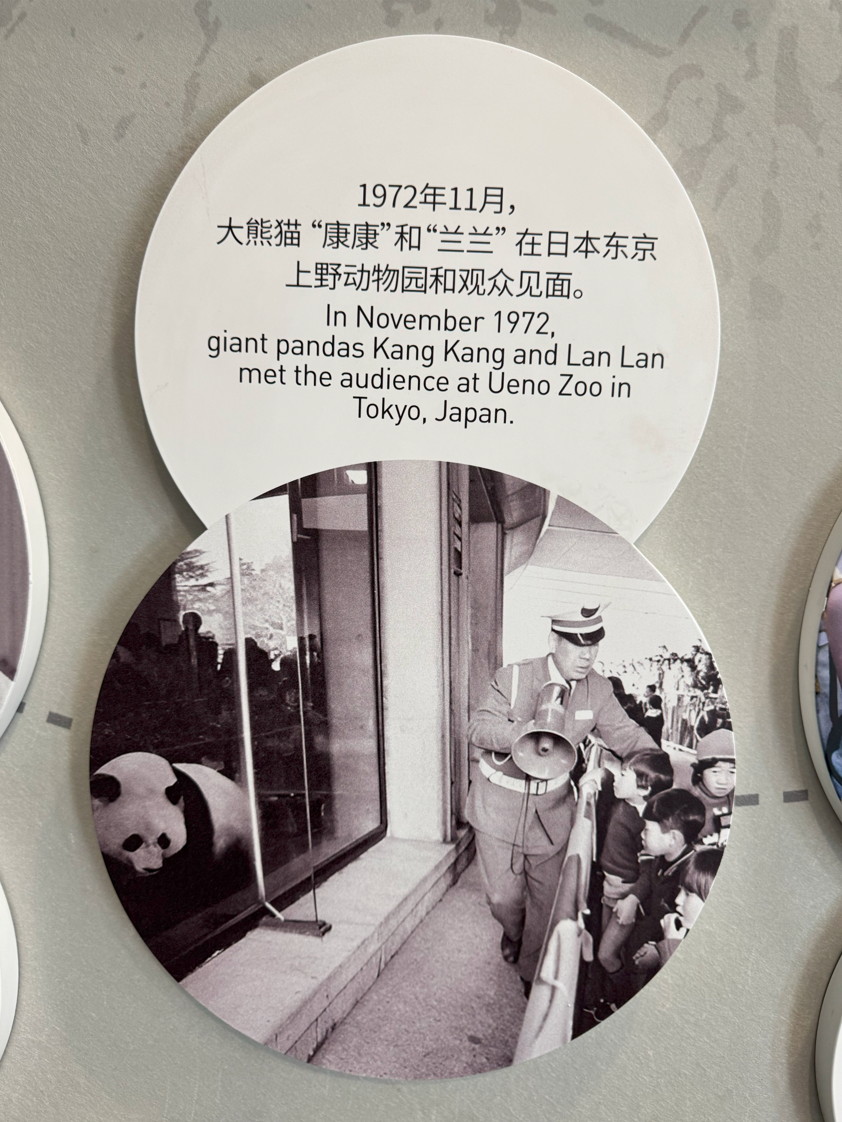 1972年11月，
大熊猫“康康”和“兰兰”在日本东京
上野动物园和观众见面。
In November 1972,
giant pandas Kang Kang and Lan Lan
met the audience at Ueno Zoo in
Tokyo, Japan.